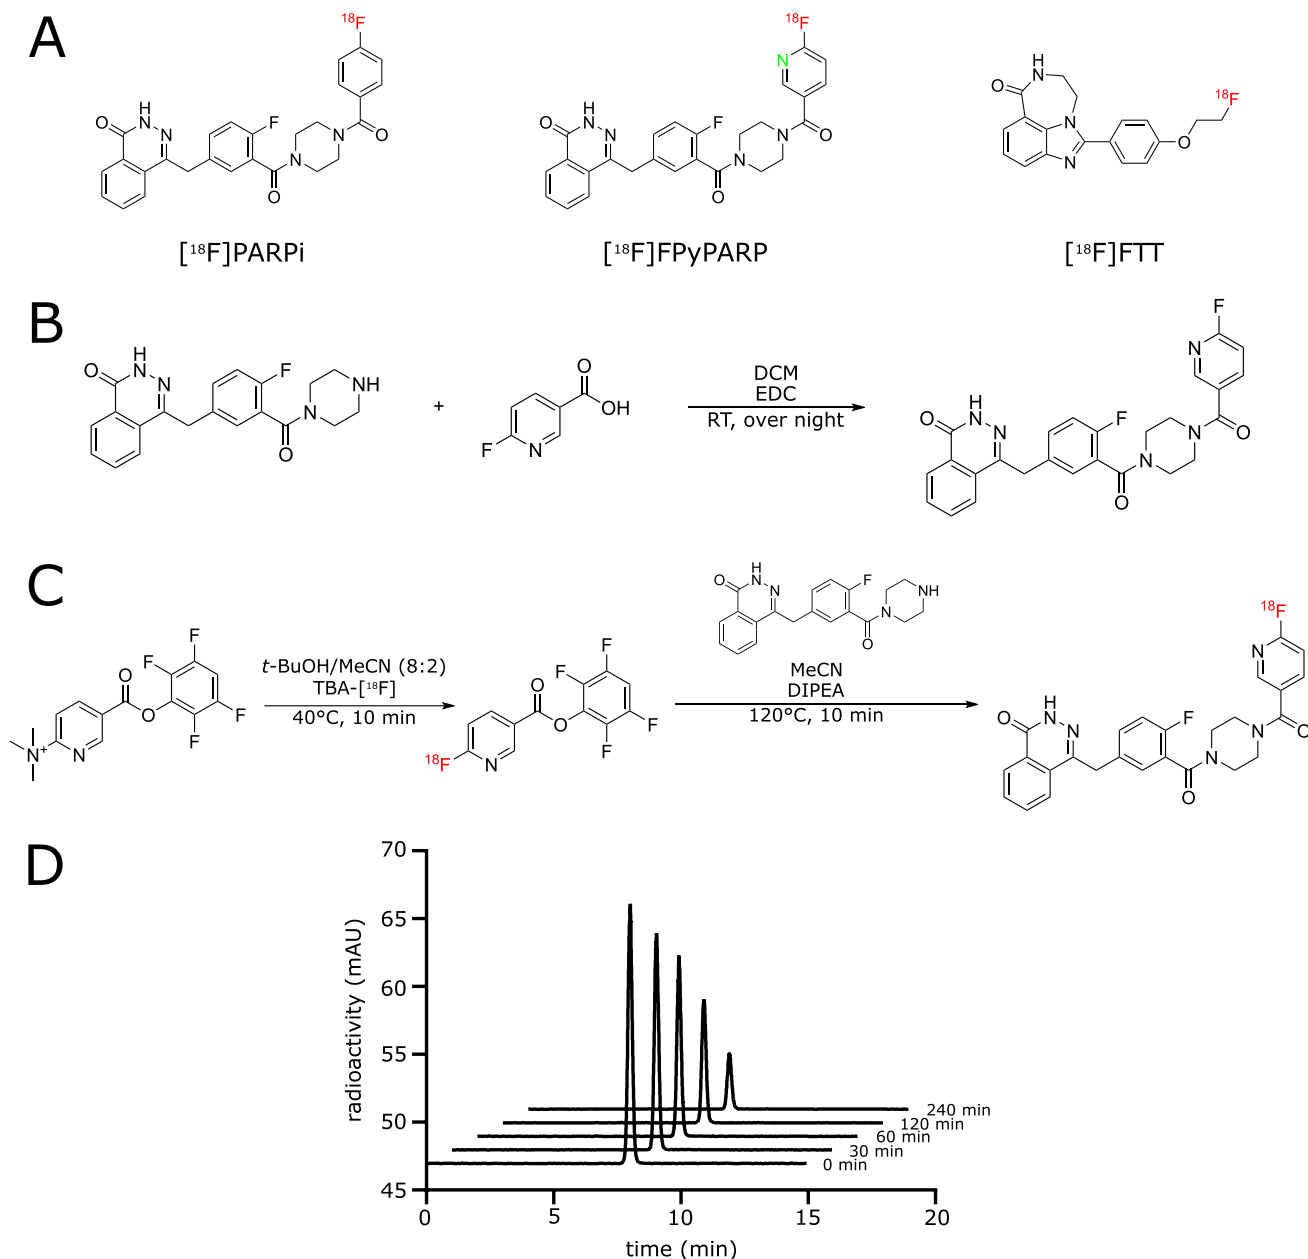 A
18F
N
H
N
O
F
N
N
O
O
[18F]PARPi
18F
N
H
N
O
F
N
N
O
O
N
[18F]FPyPARP
H
N
O
N
N
O
18F
[18F]FTT
B
H
N
O
N
F
N
NH
O
+
O
OH
F
N
DCM
EDC
RT, over night
F
N
H
N
O
N
F
N
N
O
O
C
F
F
F
F
O
O
N+
N
t-BuOH/MeCN (8:2)
TBA-[18F]
40°C, 10 min
F
F
F
F
O
O
18F
N
H
N
O
N
F
N
NH
O
MeCN
DIPEA
120°C, 10 min
18F
N
H
N
O
N
F
N
N
O
O
D
radioactivity (mAU)
70
65
60
55
50
45
240 min
120 min
60 min
30 min
0 min
0
5
10
15
20
time (min)